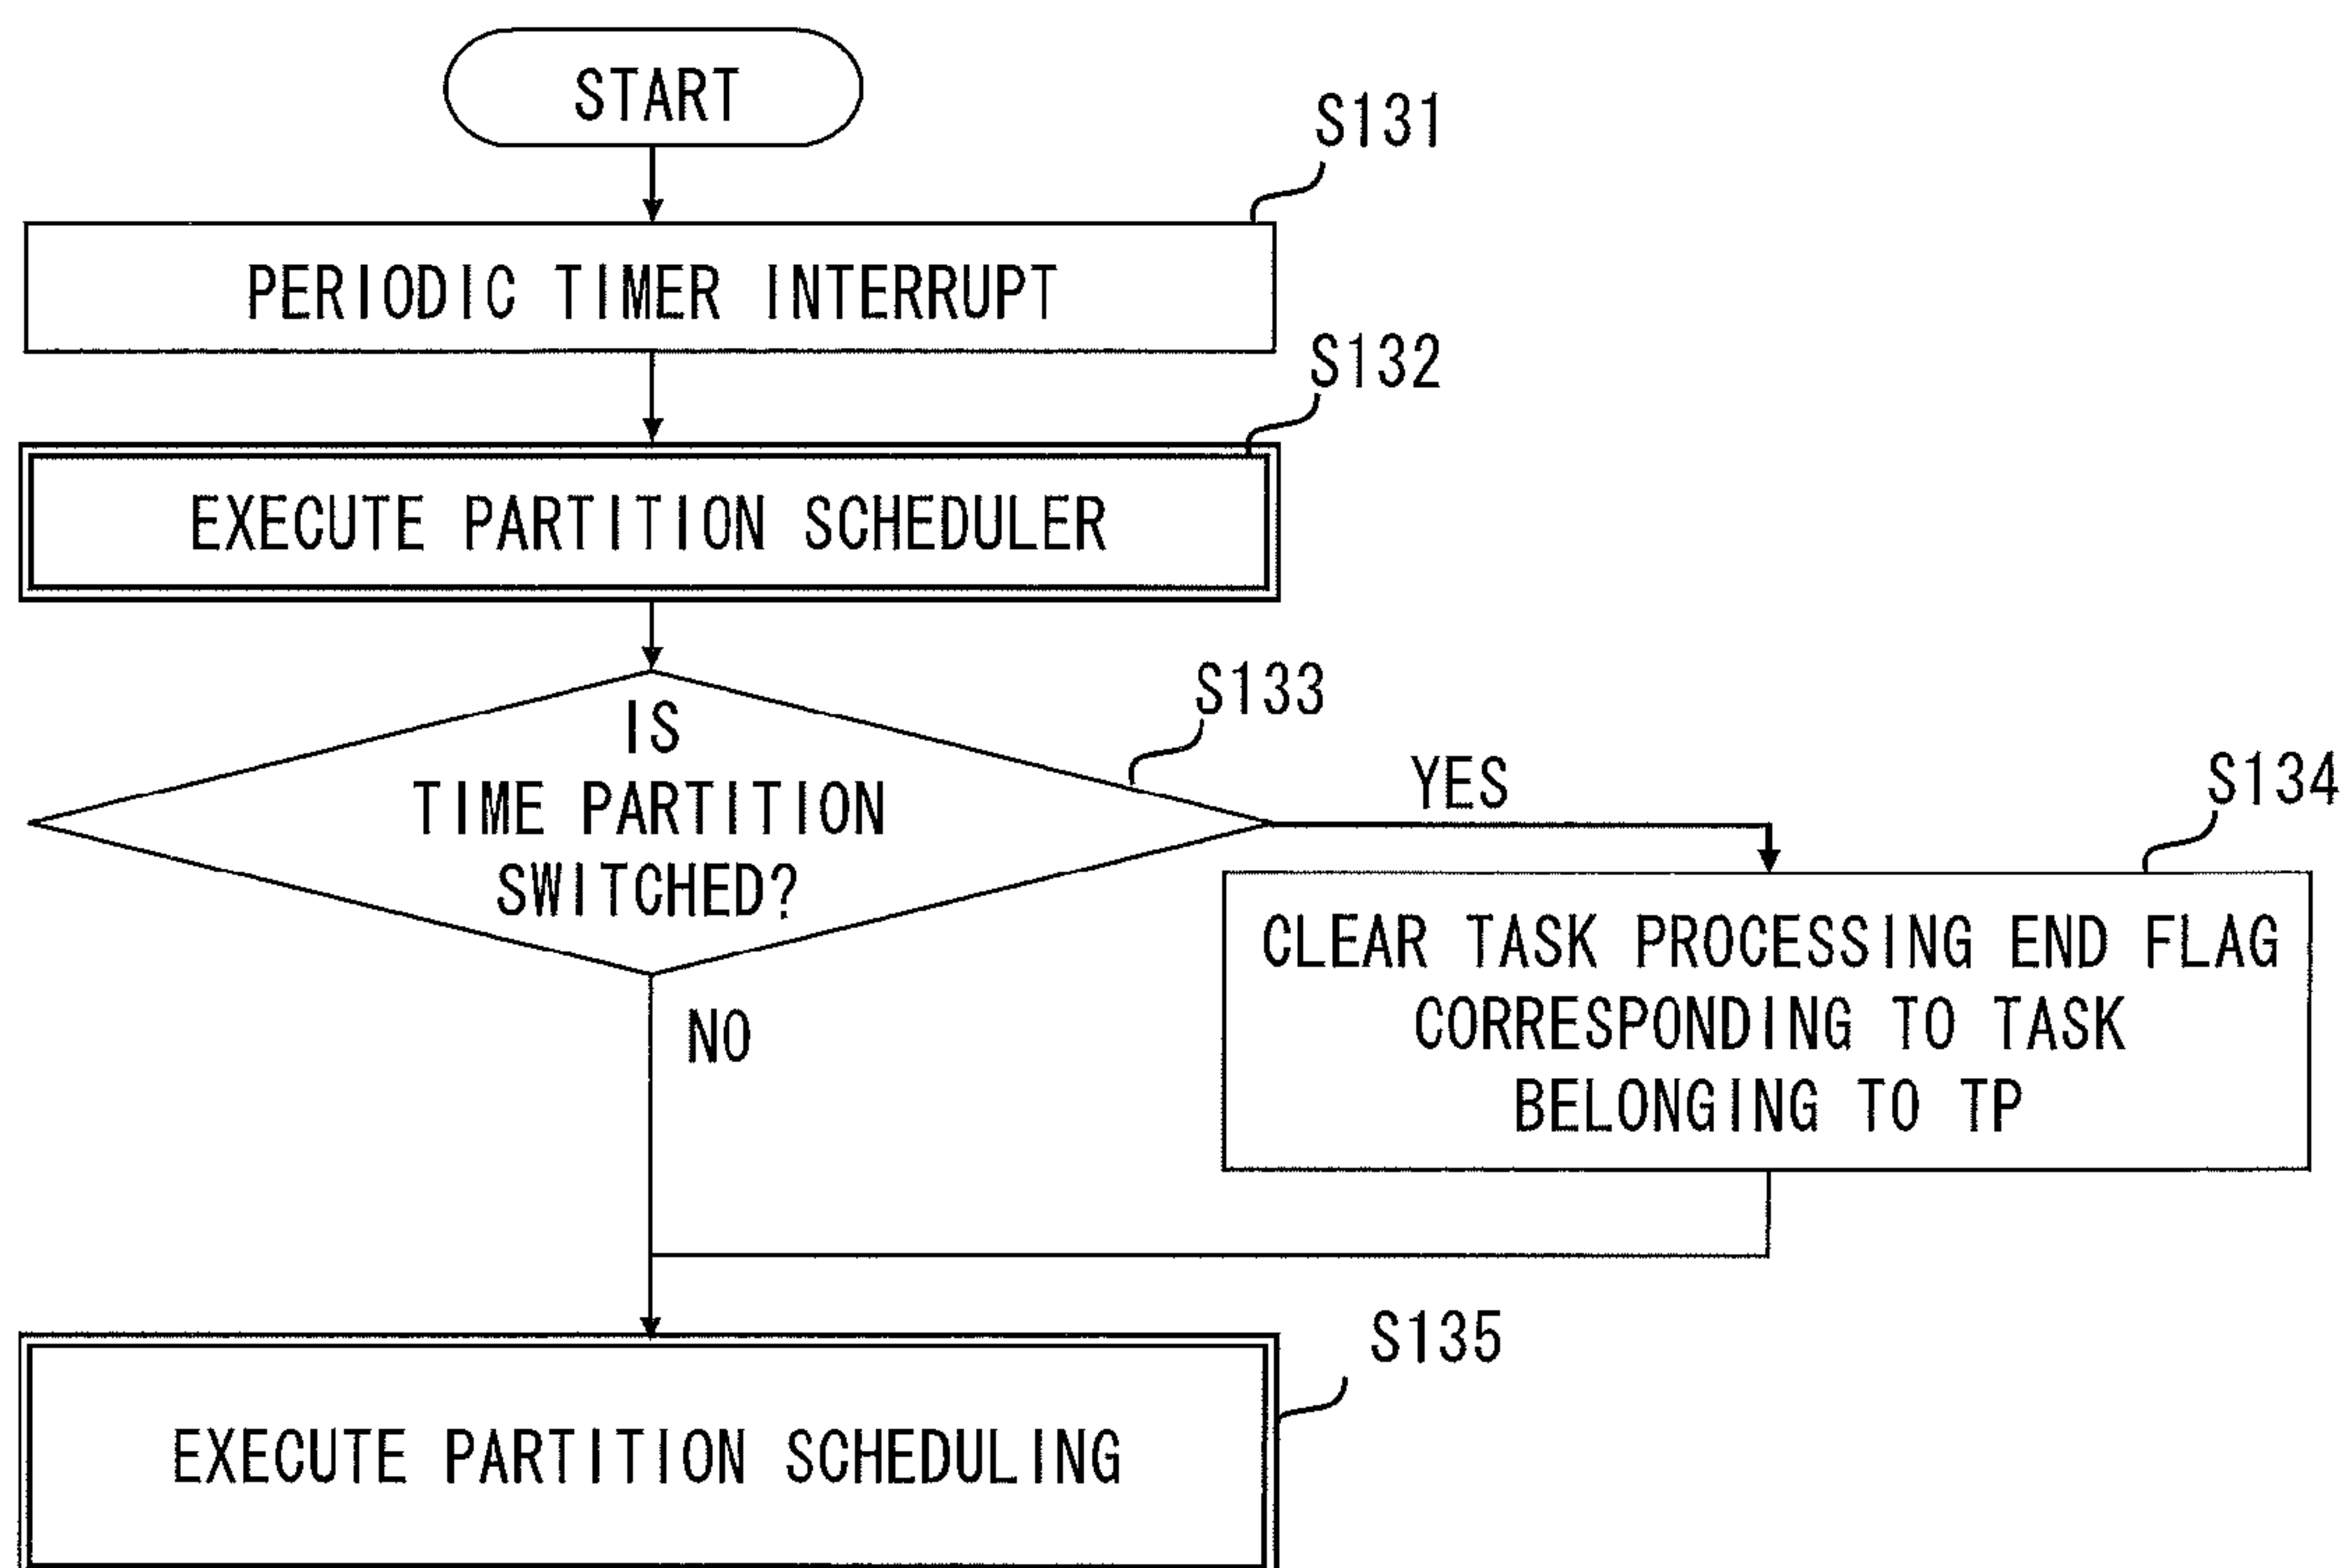 START
S131
PERIODIC TIMER INTERRUPT
S132
EXECUTE PARTITION SCHEDULER
S133
IS
TIME PARTITION
SWITCHED?
YES
S134
CLEAR TASK PROCESSING END FLAG
CORRESPONDING TO TASK
BELONGING TO TP
NO
S135
EXECUTE PARTITION SCHEDULING